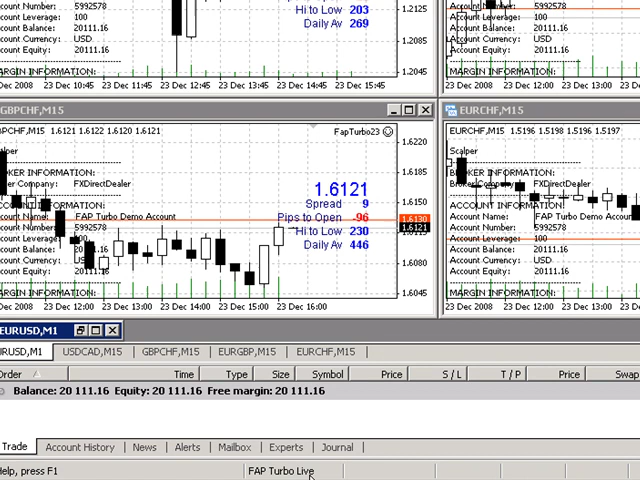 Account Number: 5992578
Account Leverage: 100
Account Balance: 20111.16
Account Currency: USD
Account Equity: 20111.16
MARGIN INFORMATION:
Hi to Low 203
Daily Av 269
1.2125
1.2085
1.2045
Dec 2008 23 Dec 10:45 23 Dec 11:45 23 Dec 12:45 23 Dec 13:45 23 Dec 14:45 23 Dec 15:45
Account Leverage: 100
Account Balance: 20111.16
Account Currency: USD
Account Equity: 20111.16
MARGIN INFORMATION:
23 Dec 2008 23 Dec 11:00 23 Dec 12:00 23 Dec 13:00
GBPCHF,M15
GBPCHF,M15 1.6121 1.6122 1.6120 1.6121
FapTurbo23
Scalper
BROKER INFORMATION:
Broker Company: FXDirectDealer
ACCOUNT INFORMATION:
Account Name: FAP Turbo Demo Account
Account Number: 5992578
Account Leverage: 100
Account Balance: 20111.16
Account Currency: USD
Account Equity: 20111.16
MARGIN INFORMATION:
1.6121
Spread 9
Pips to Open -96
Hi to Low 230
Daily Av 446
1.6220
1.6185
1.6150
1.6130
1.6121
1.6080
1.6045
Dec 2008 23 Dec 12:00 23 Dec 13:00 23 Dec 14:00 23 Dec 15:00 23 Dec 16:00
EURCHF,M15
EURCHF,M15 1.5196 1.5198 1.5196 1.5197
Scalper
BROKER INFORMATION:
Broker Company: FXDirectDealer
ACCOUNT INFORMATION:
Account Name: FAP Turbo Demo Account
Account Number: 5992578
Account Leverage: 100
Account Balance: 20111.16
Account Currency: USD
Account Equity: 20111.16
MARGIN INFORMATION:
23 Dec 2008 23 Dec 12:00 23 Dec 13:00
EURUSD,M1
EURUSD,M1 USDCAD,M15 GBPCHF,M15 EURGBP,M15 EURCHF,M15
Order Time Type Size Symbol Price S / L T / P Price Swap
Balance: 20 111.16 Equity: 20 111.16 Free margin: 20 111.16
Trade Account History News Alerts Mailbox Experts Journal
Help, press F1 FAP Turbo Live